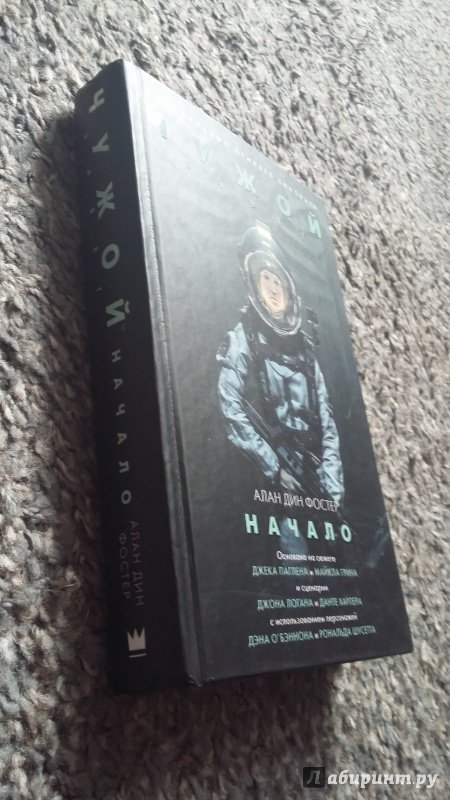 ЧУЖОЙ
НАЧАЛО
АЛАН ДИН
ФОСТЕР
ЧУЖОЙ
АЛАН ДИН ФОСТЕР
НАЧАЛО
Основано на сюжете
ДЖЕКА ПАГЛЕНА и МАЙКЛА ГРИНА
и сценарии
ДЖОНА ЛОГАНА и ДАНТЕ ХАРПЕРА
с использованием персонажей
ДЭНА О'БЭННОНА и РОНАЛЬДА ШУСЕТТА
Лабиринт.ру